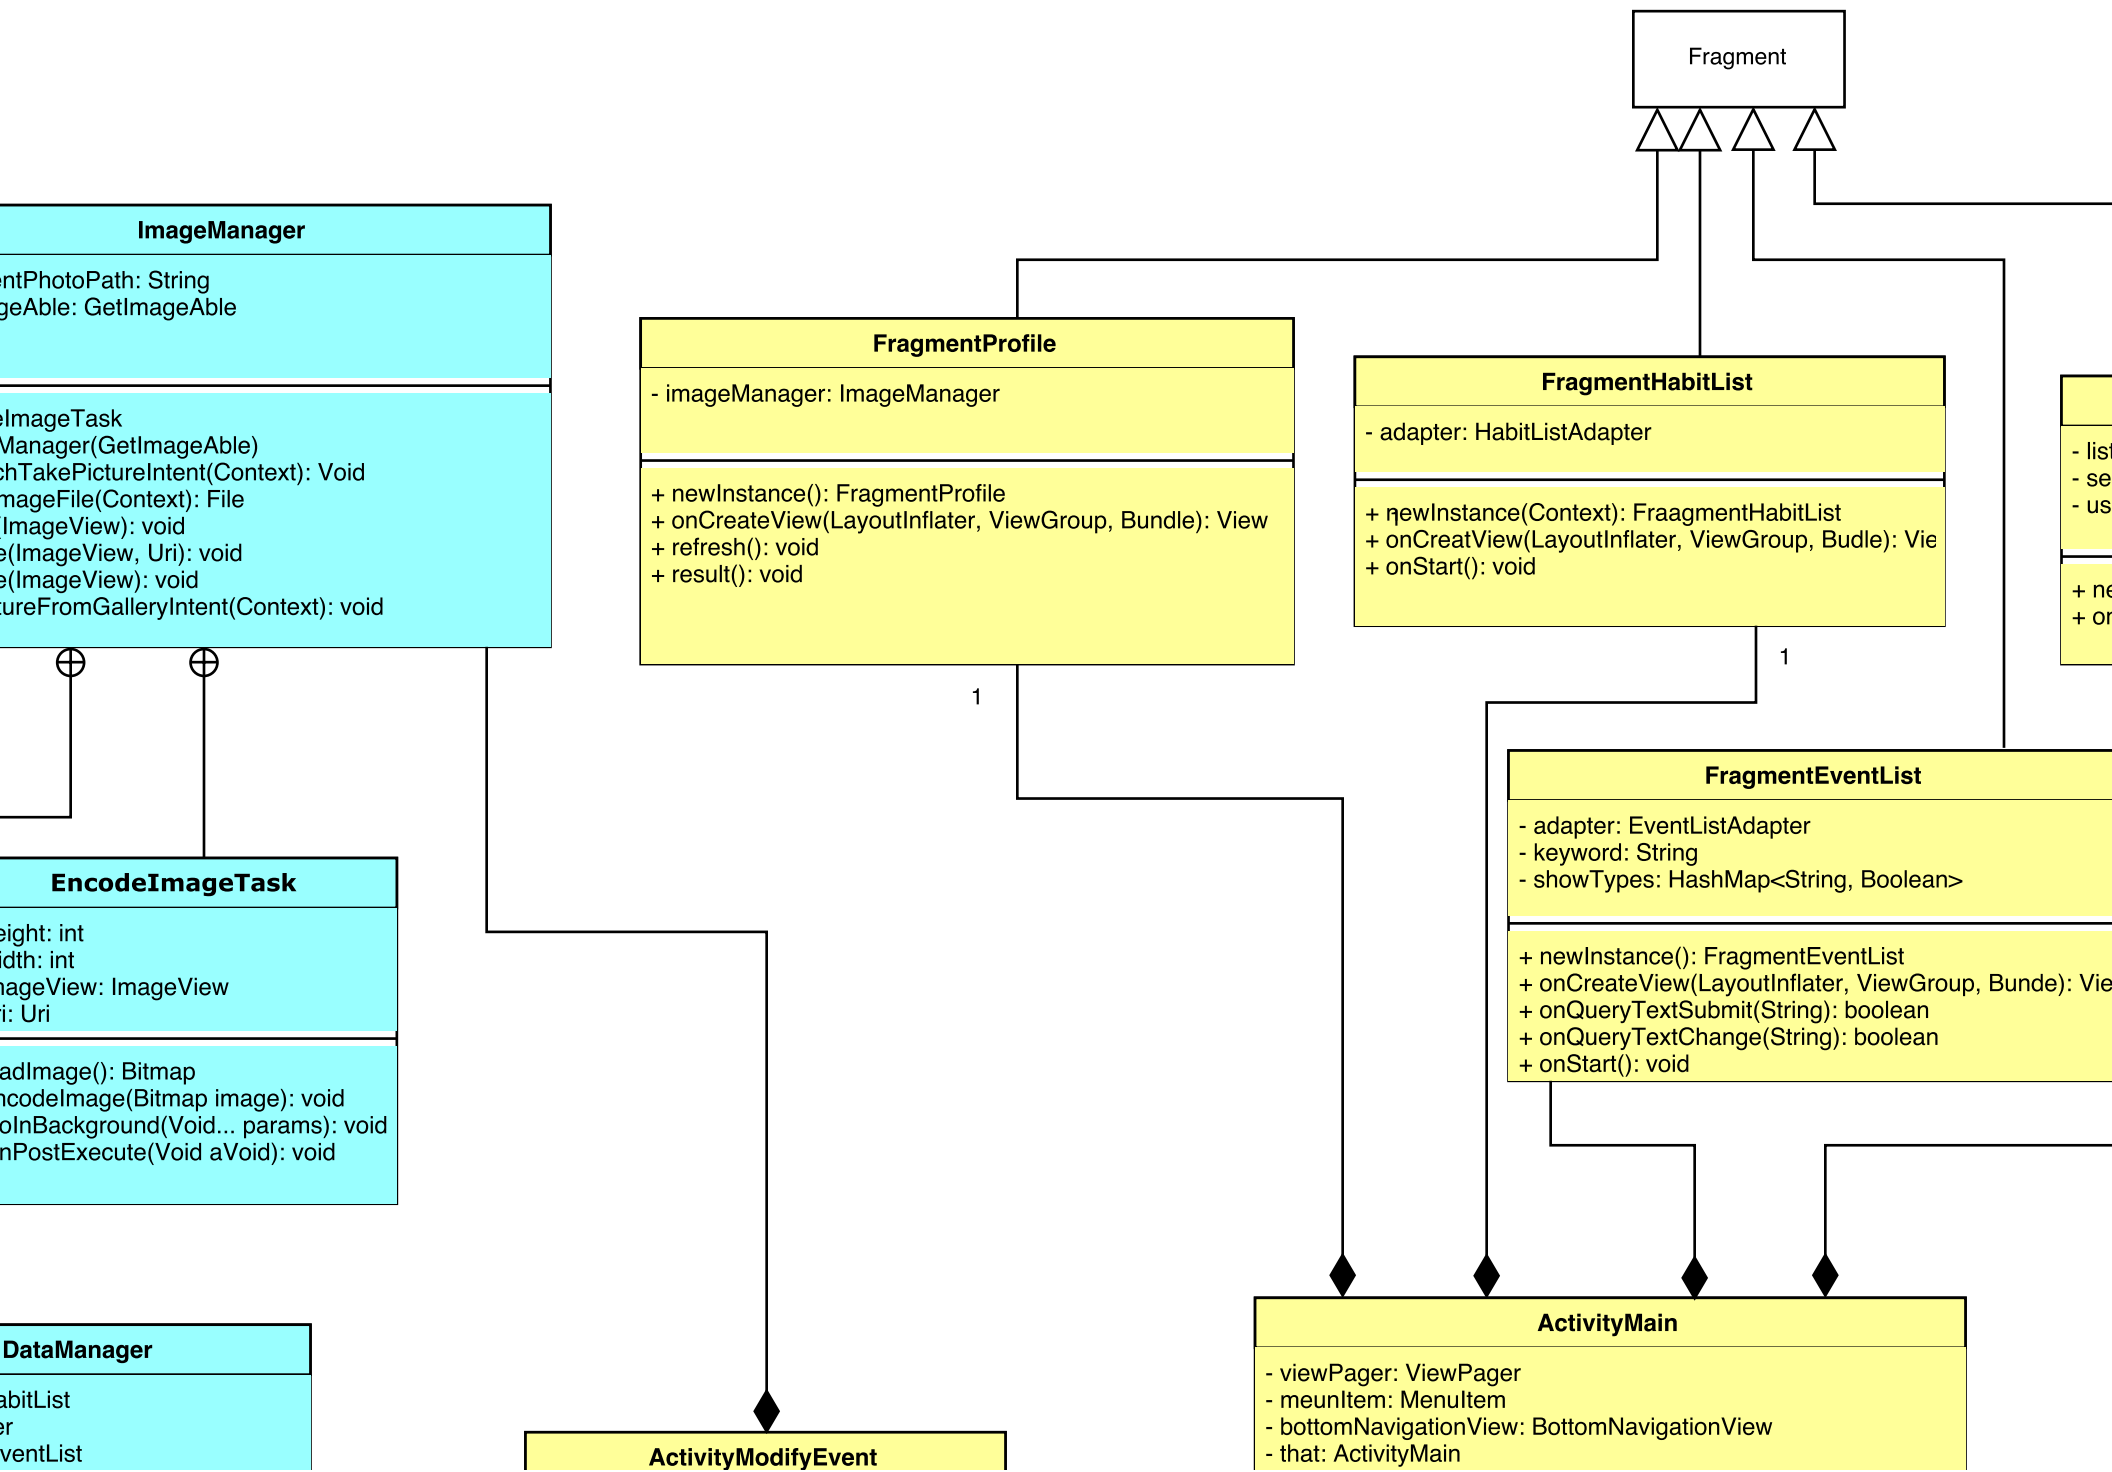 Fragment
ImageManager
entPhotoPath: String
geAble: GetImageAble
eImageTask
Manager(GetImageAble)
chTakePictureIntent(Context): Void
mageFile(Context): File
(ImageView): void
e(ImageView, Uri): void
e(ImageView): void
tureFromGalleryIntent(Context): void
FragmentProfile
- imageManager: ImageManager
+ newInstance(): FragmentProfile
+ onCreateView(LayoutInflater, ViewGroup, Bundle): View
+ refresh(): void
+ result(): void
1
FragmentHabitList
- adapter: HabitListAdapter
+ newInstance(Context): FraagmentHabitList
+ onCreatView(LayoutInflater, ViewGroup, Budle): Vie
+ onStart(): void
1
- list
- se
- us
+ ne
+ or
FragmentEventList
- adapter: EventListAdapter
- keyword: String
- showTypes: HashMap<String, Boolean>
+ newInstance(): FragmentEventList
+ onCreateView(LayoutInflater, ViewGroup, Bunde): Vie
+ onQueryTextSubmit(String): boolean
+ onQueryTextChange(String): boolean
+ onStart(): void
EncodeImageTask
eight: int
idth: int
nageView: ImageView
ri: Uri
adImage(): Bitmap
ncodeImage(Bitmap image): void
oInBackground(Void... params): void
nPostExecute(Void aVoid): void
DataManager
abitList
er
ventList
ActivityModifyEvent
ActivityMain
- viewPager: ViewPager
- meunItem: MenuItem
- bottomNavigationView: BottomNavigationView
- that: ActivityMain